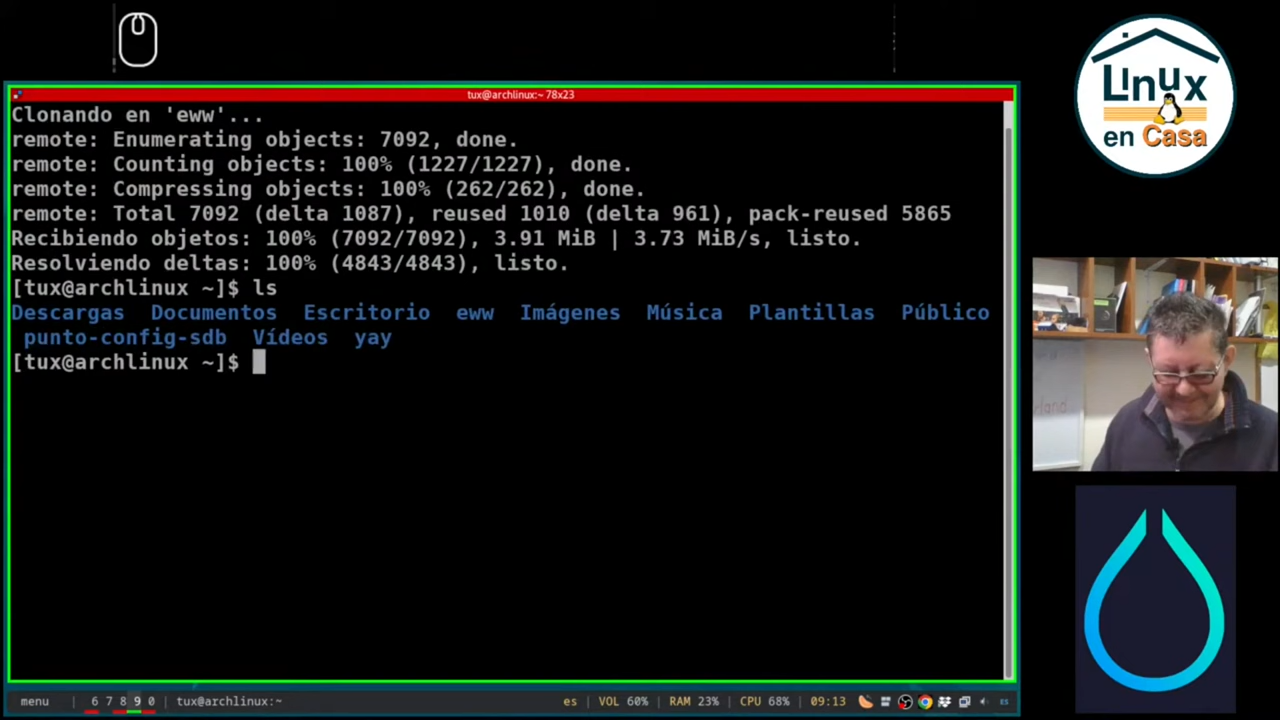 tux@archlinux:~ 78x23
Clonando en 'eww'...
remote: Enumerating objects: 7092, done.
remote: Counting objects: 100% (1227/1227), done.
remote: Compressing objects: 100% (262/262), done.
remote: Total 7092 (delta 1087), reused 1010 (delta 961), pack-reused 5865
Recibiendo objetos: 100% (7092/7092), 3.91 MiB | 3.73 MiB/s, listo.
Resolviendo deltas: 100% (4843/4843), listo.
[tux@archlinux ~]$ ls
Descargas Documentos Escritorio eww Imágenes Música Plantillas Público
punto-config-sdb Vídeos yay
[tux@archlinux ~]$
menu | 6 7 8 9 0 | tux@archlinux:~ es | VOL 60% | RAM 23% | CPU 68% | 09:13 ES
Linux
en Casa